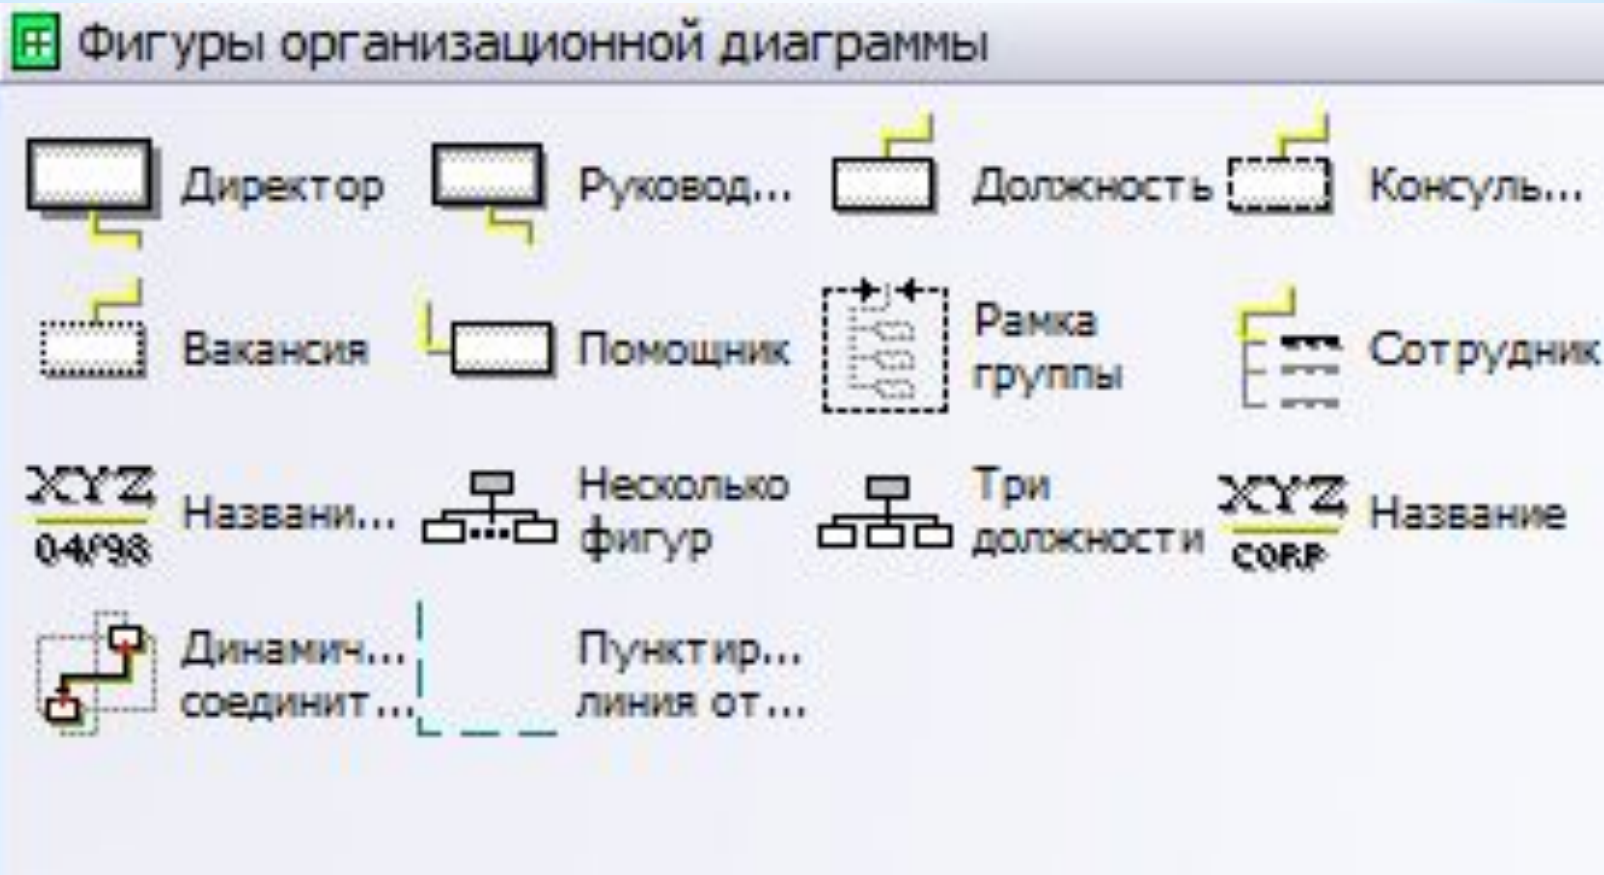 Фигуры организационной диаграммы
Директор
Руковод...
Должность
Консуль...
Вакансия
Помощник
Рамка
группы
Сотрудник
XYZ
04/98
Названи...
Несколько
фигур
Три
должности
XYZ
CORP
Название
Динамич...
соединит...
Пунктир...
линия от...